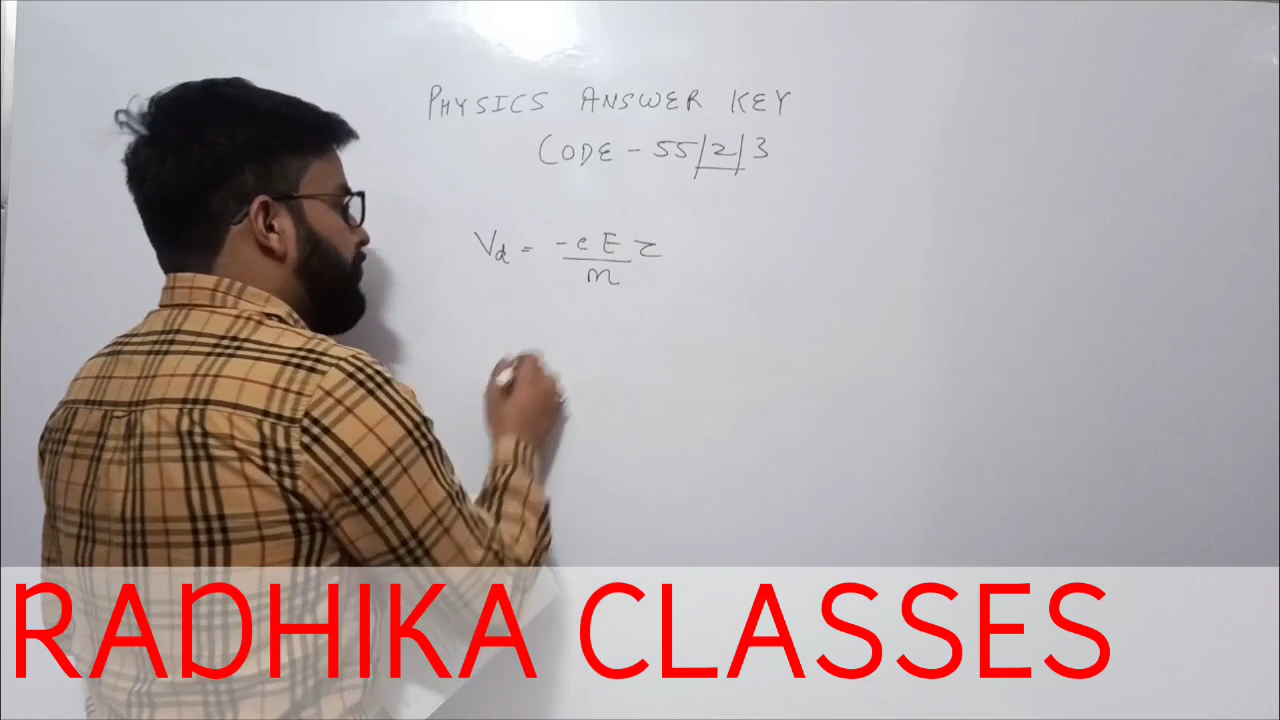 PHYSICS ANSWER KEY
CODE - 55/2/3
Vd = -eEτ/m
RADHIKA CLASSES